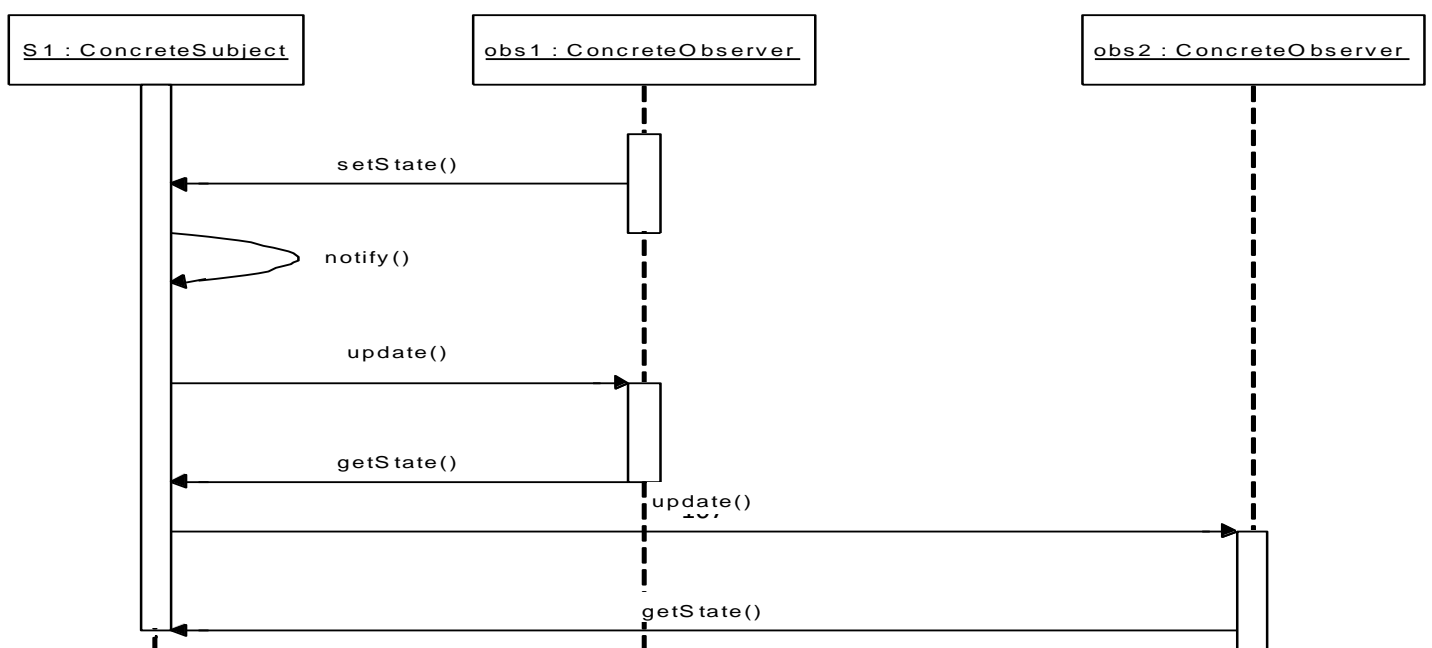 S1 : ConcreteSubject
obs1 : ConcreteObserver
obs2 : ConcreteObserver
setState()
notify()
update()
getState()
update()
getState()